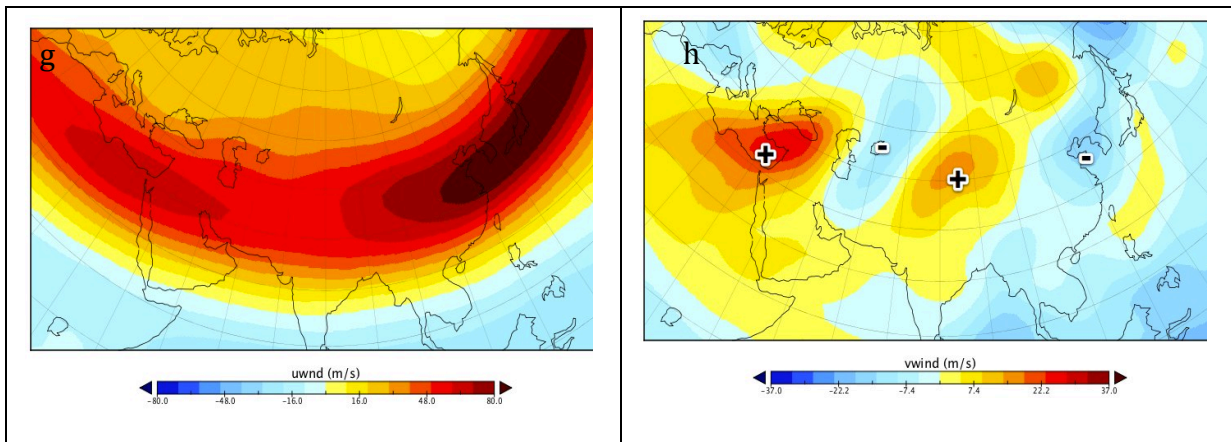 g
uwnd (m/s)
-80.0 -48.0 -16.0 16.0 48.0 80.0
h
+ - + -
vwind (m/s)
-37.0 -22.2 -7.4 7.4 22.2 37.0